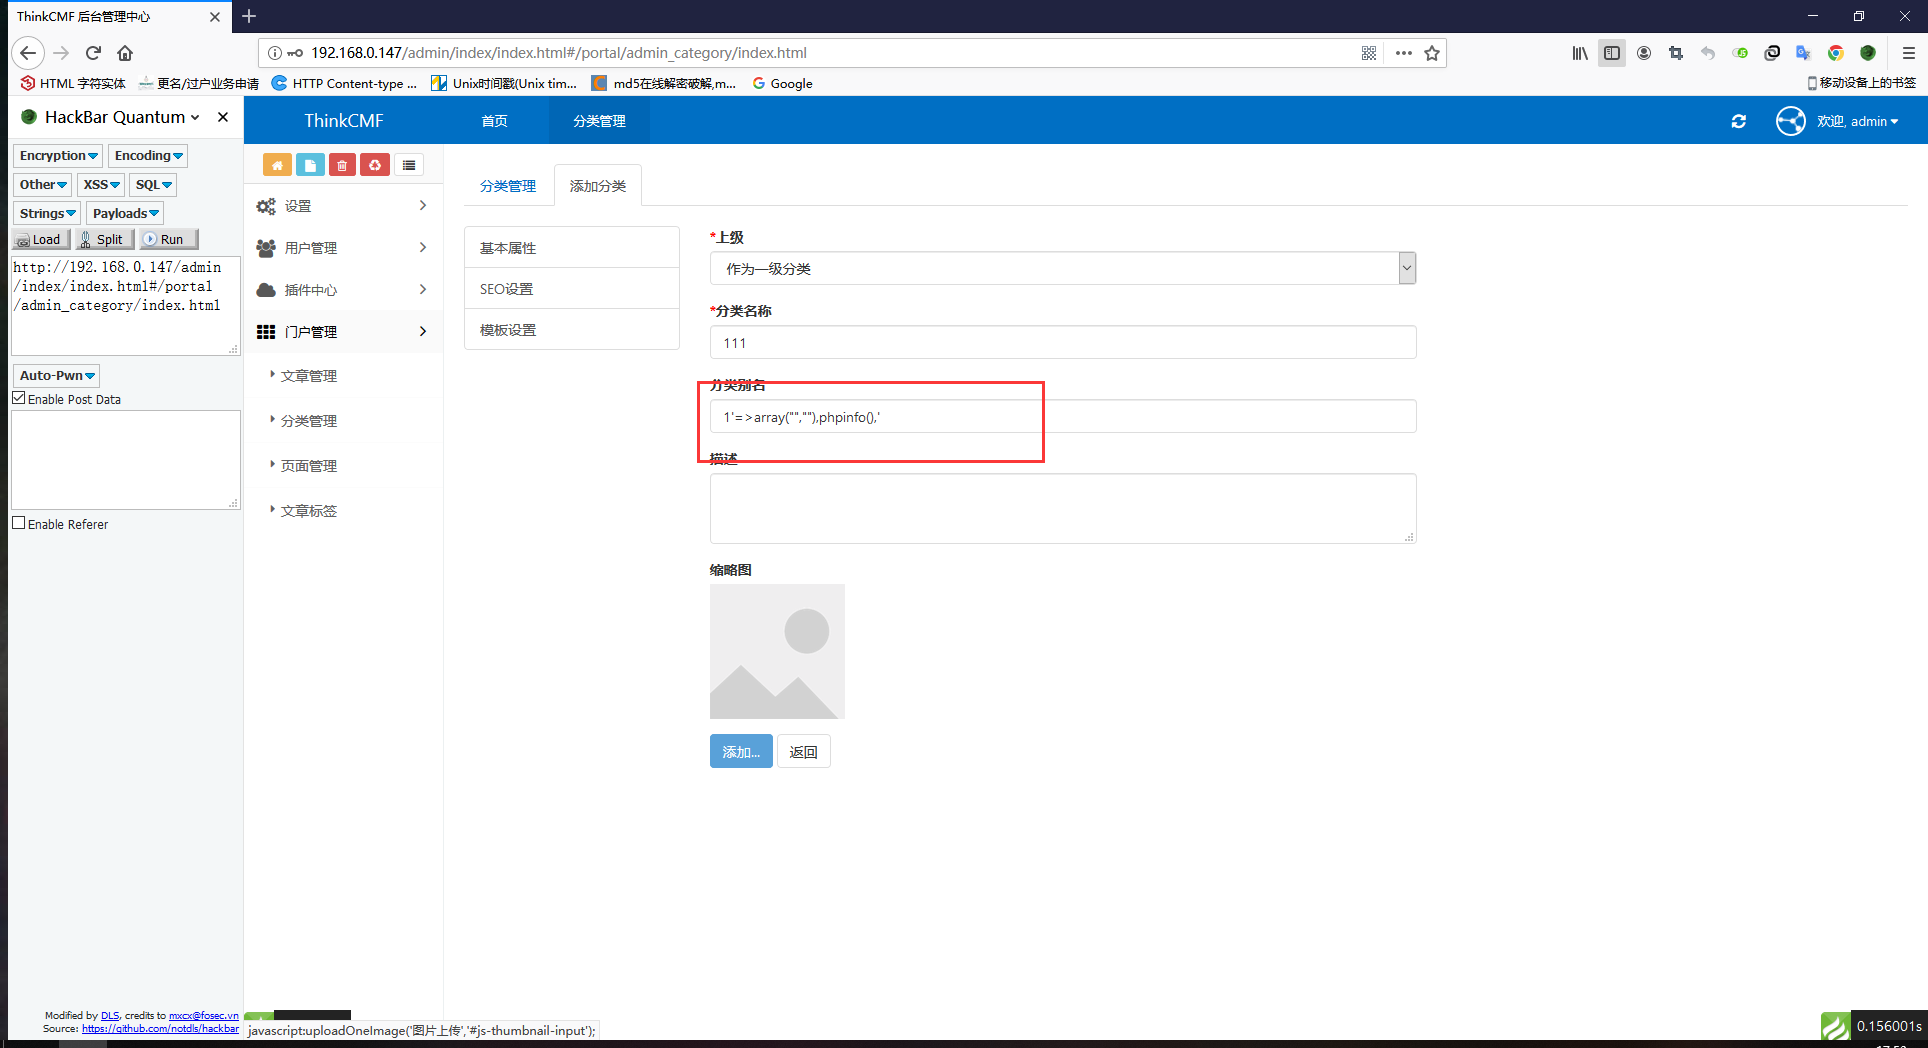 ThinkCMF 后台管理中心
192.168.0.147/admin/index/index.html#/portal/admin_category/index.html
HTML 字符实体
更名/过户业务申请
HTTP Content-type ...
Unix时间戳(Unix tim...
md5在线解密破解,m...
Google
移动设备上的书签
HackBar Quantum
ThinkCMF
首页
分类管理
欢迎, admin
Encryption
Encoding
Other
XSS
SQL
Strings
Payloads
Load
Split
Run
http://192.168.0.147/admin
/index/index.html#/portal
/admin_category/index.html
Auto-Pwn
Enable Post Data
Enable Referer
Modified by DLS, credits to mxcx@fosec.vn
Source: https://github.com/notdls/hackbar
设置
用户管理
插件中心
门户管理
文章管理
分类管理
页面管理
文章标签
分类管理
添加分类
基本属性
SEO设置
模板设置
*上级
作为一级分类
*分类名称
111
分类别名
1'=>array("",""),phpinfo(),'
描述
缩略图
添加...
返回
javascript:uploadOneImage('图片上传','#js-thumbnail-input');
0.156001s